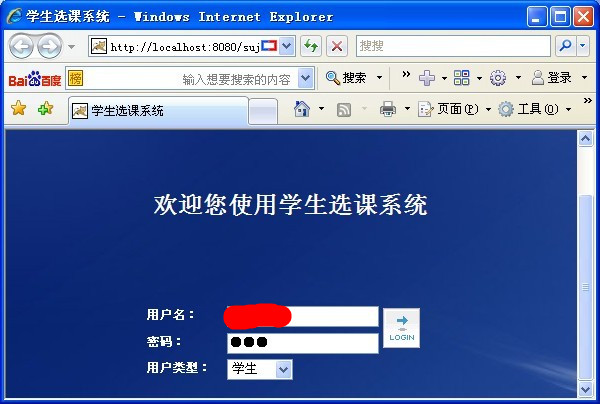 学生选课系统 - Windows Internet Explorer
http://localhost:8080/suj
搜搜
Bai 百度 榜 输入想要搜索的内容 搜索 » 登录
学生选课系统 页面(P) 工具(O) »
欢迎您使用学生选课系统
用户名：
密码：
LOGIN
用户类型： 学生